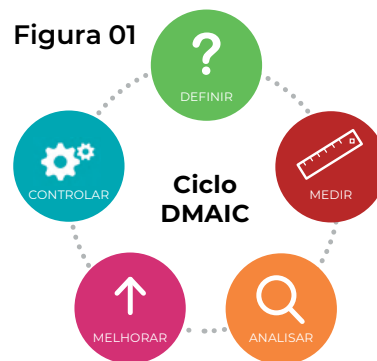 Figura 01
?
DEFINIR
MEDIR
ANALISAR
MELHORAR
CONTROLAR
Ciclo
DMAIC